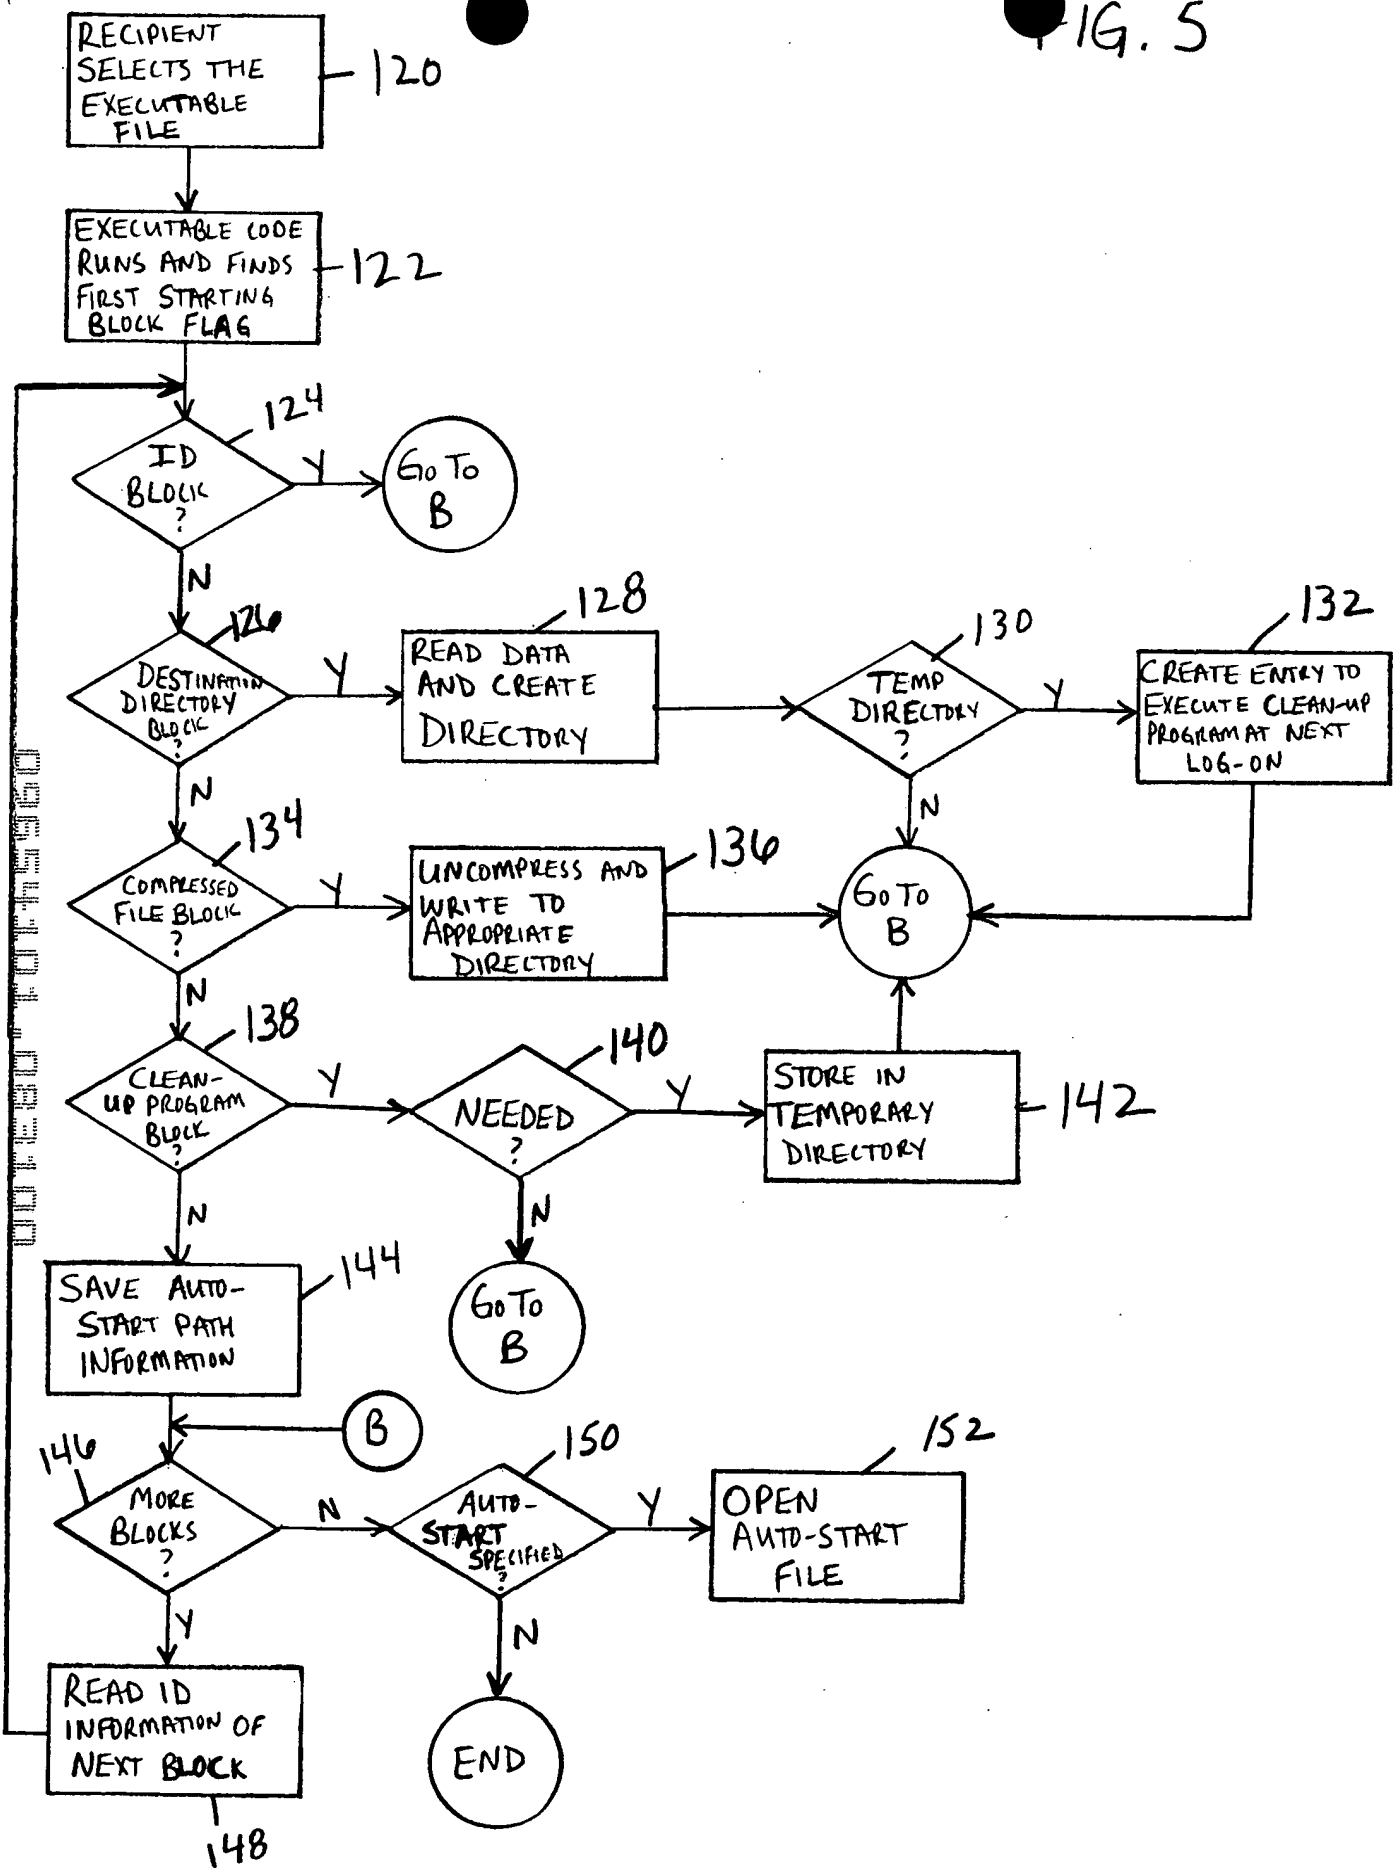 FIG. 5
RECIPIENT
SELECTS THE
EXECUTABLE
FILE
120
EXECUTABLE CODE
RUNS AND FINDS
FIRST STARTING
BLOCK FLAG
122
124
ID
BLOCK
?
Y
GO TO
B
N
126
DESTINATION
DIRECTORY
BLOCK
?
Y
128
READ DATA
AND CREATE
DIRECTORY
130
TEMP
DIRECTORY
?
Y
132
CREATE ENTRY TO
EXECUTE CLEAN-UP
PROGRAM AT NEXT
LOG-ON
N
N
134
COMPRESSED
FILE BLOCK
?
Y
136
UNCOMPRESS AND
WRITE TO
APPROPRIATE
DIRECTORY
GO TO
B
N
138
CLEAN-
UP PROGRAM
BLOCK
?
Y
140
NEEDED
?
Y
STORE IN
TEMPORARY
DIRECTORY
142
N
N
144
SAVE AUTO-
START PATH
INFORMATION
GO TO
B
B
146
MORE
BLOCKS
?
N
150
AUTO-
START
SPECIFIED
?
Y
152
OPEN
AUTO-START
FILE
Y
N
READ ID
INFORMATION OF
NEXT BLOCK
148
END